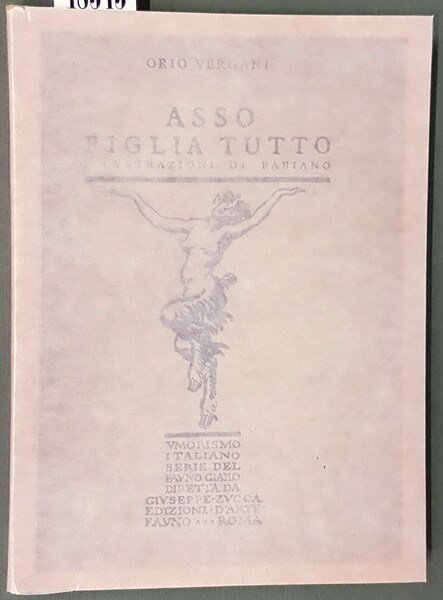 ORIO VERGANI
ASSO
PIGLIA TUTTO
ILLVSTRAZIONI DI FABIANO
VMORISMO
ITALIANO
SERIE DEL
FAVNO GIALLO
DIRETTA DA
GIVSEPPE·ZVCCA
EDIZIONI·D'ARTE
FAVNO···ROMA